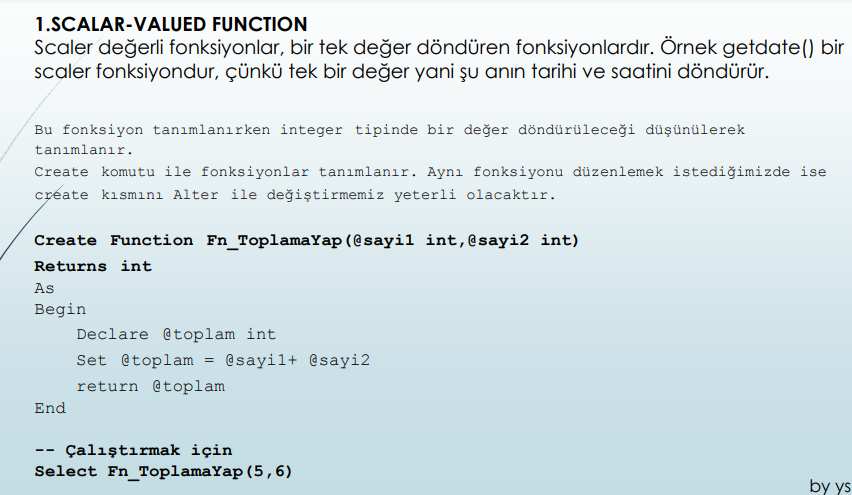 1.SCALAR-VALUED FUNCTION
Scaler değerli fonksiyonlar, bir tek değer döndüren fonksiyonlardır. Örnek getdate() bir
scaler fonksiyondur, çünkü tek bir değer yani şu anın tarihi ve saatini döndürür.
Bu fonksiyon tanımlanırken integer tipinde bir değer döndürüleceği düşünülerek
tanımlanır.
Create komutu ile fonksiyonlar tanımlanır. Aynı fonksiyonu düzenlemek istediğimizde ise
create kısmını Alter ile değiştirmemiz yeterli olacaktır.
Create Function Fn_ToplamaYap(@sayi1 int,@sayi2 int)
Returns int
As
Begin
Declare @toplam int
Set @toplam = @sayi1+ @sayi2
return @toplam
End
-- Çalıştırmak için
Select Fn_ToplamaYap(5,6)
by ys